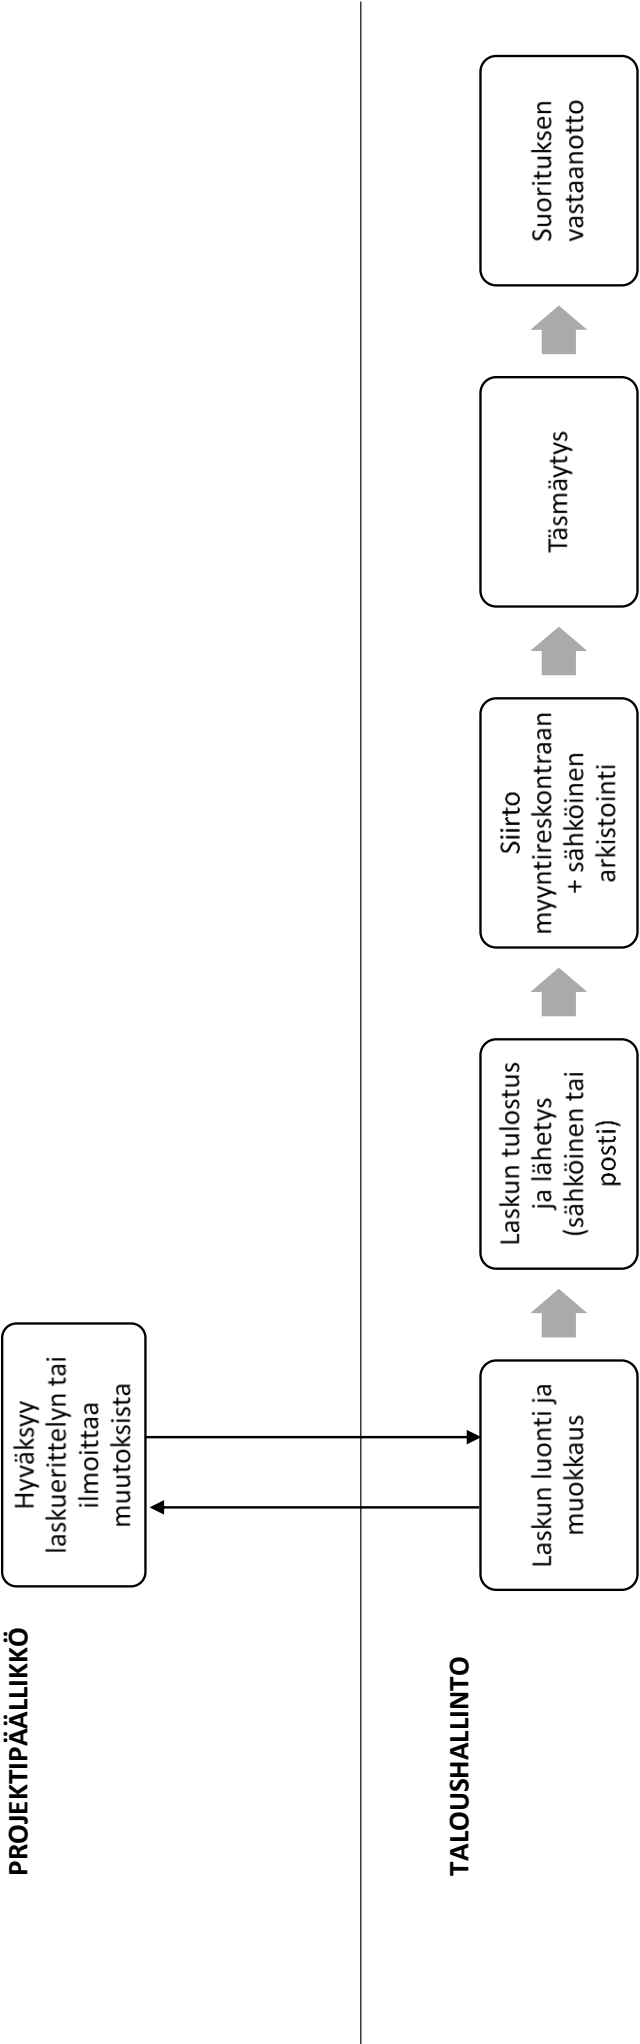 PROJEKTIPÄÄLLIKKÖ
Hyväksyy
laskuerittelyn tai
ilmoittaa
muutoksista
TALOUSHALLINTO
Laskun luonti ja
muokkaus
Laskun tulostus
ja lähetys
(sähköinen tai
posti)
Siirto
myyntireskontraan
+ sähköinen
arkistointi
Täsmäytys
Suorituksen
vastaanotto